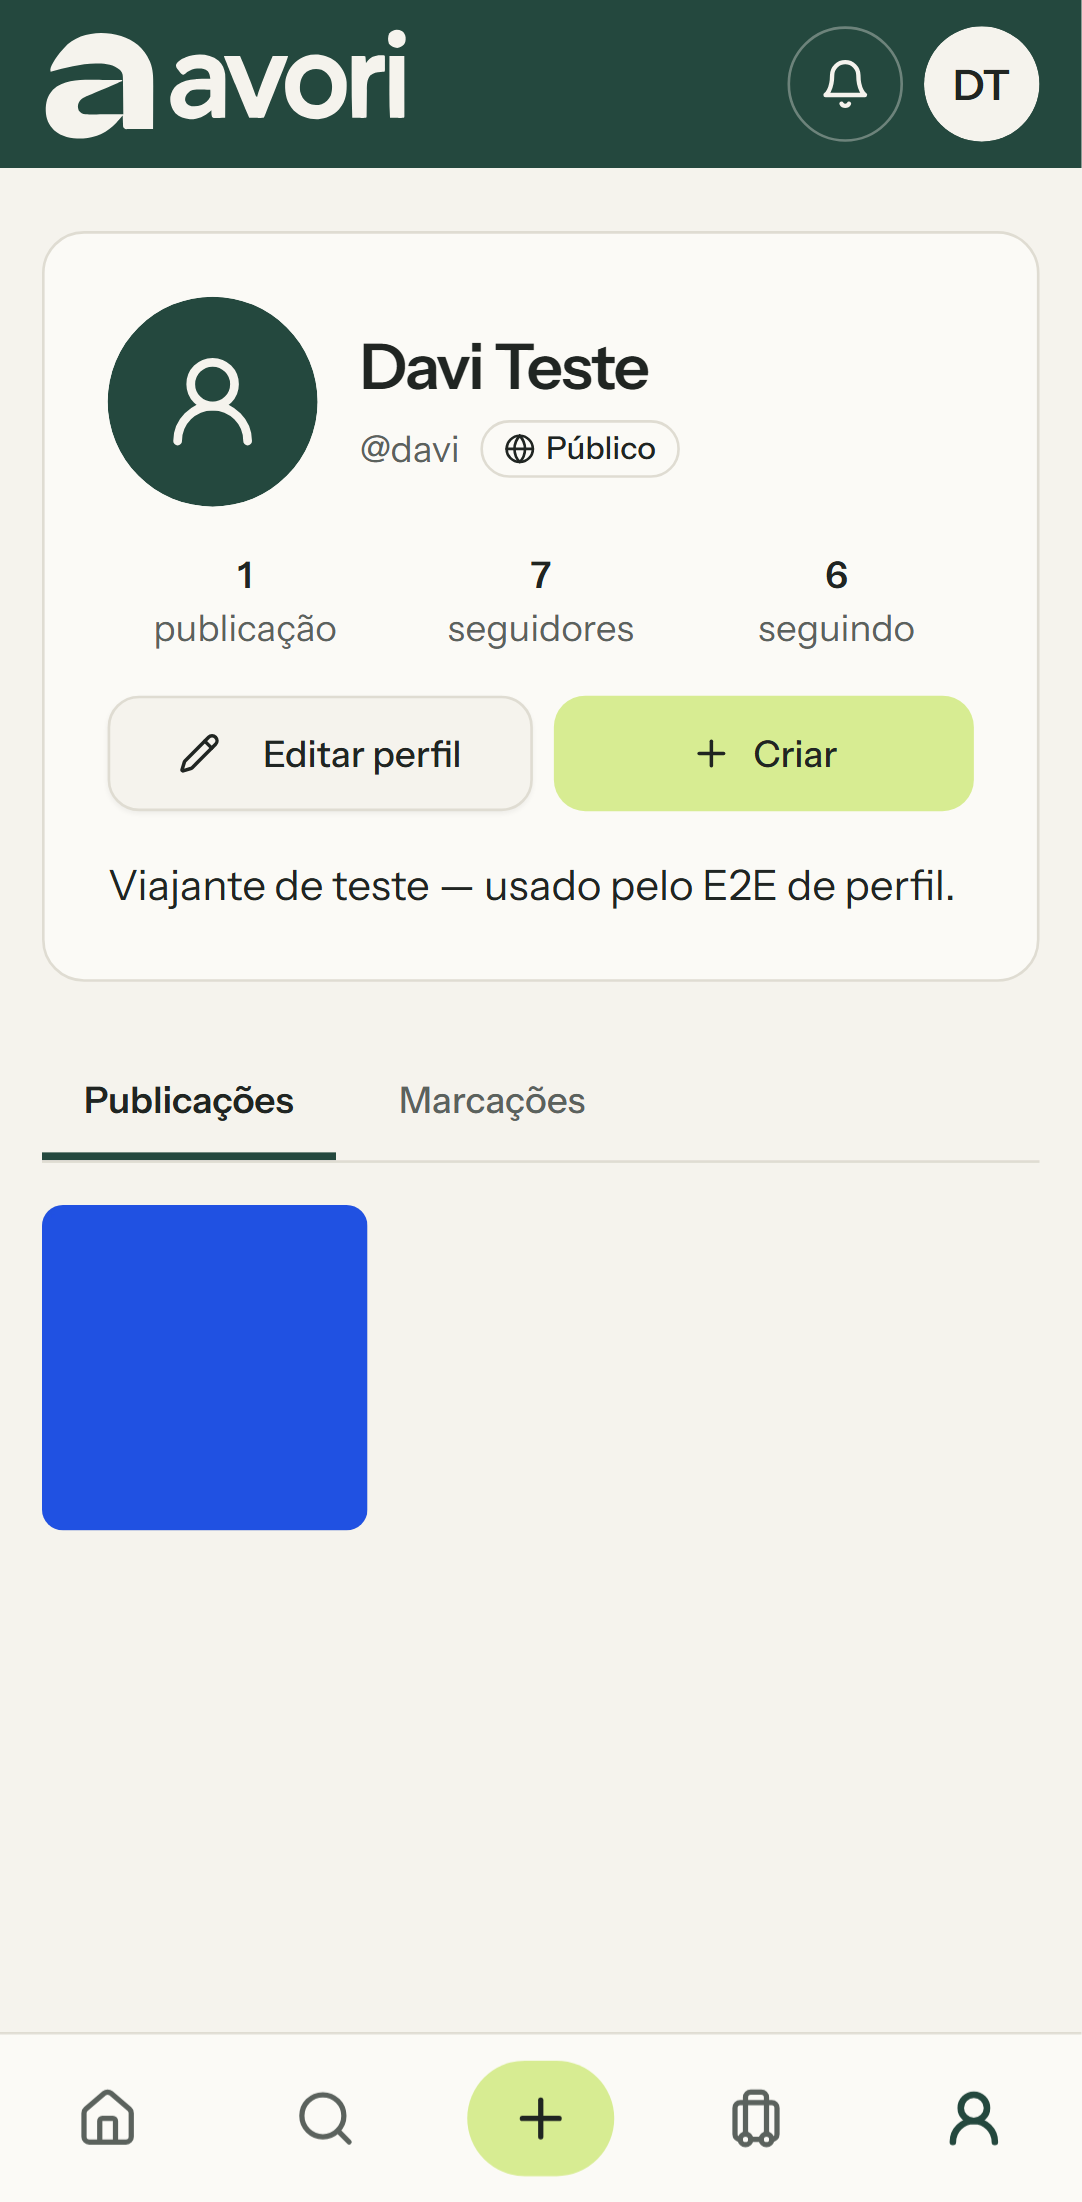 a avori
DT
Davi Teste
@davi
Público
1
publicação
7
seguidores
6
seguindo
Editar perfil
Criar
Viajante de teste — usado pelo E2E de perfil.
Publicações
Marcações